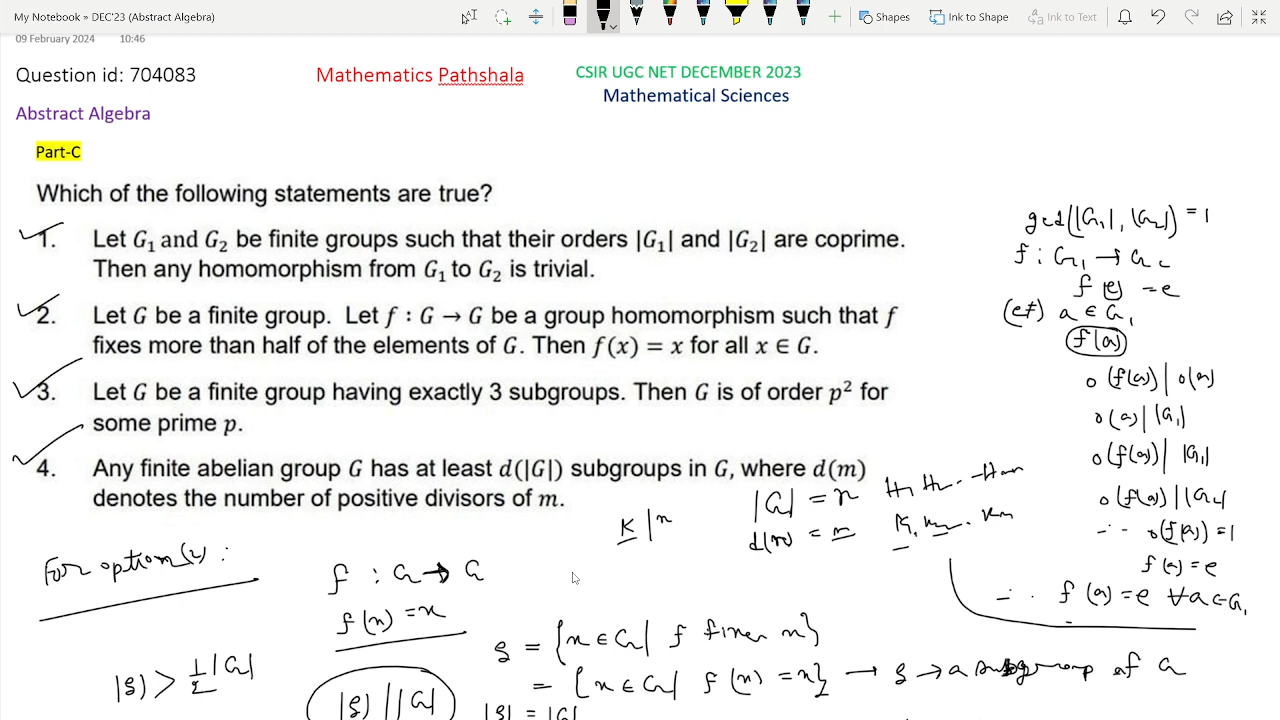 My Notebook » DEC'23 (Abstract Algebra)
Shapes
Ink to Shape
Ink to Text
09 February 2024 10:46
Question id: 704083
Mathematics Pathshala
CSIR UGC NET DECEMBER 2023
Mathematical Sciences
Abstract Algebra
Part-C
Which of the following statements are true?
1. Let G₁ and G₂ be finite groups such that their orders |G₁| and |G₂| are coprime.
Then any homomorphism from G₁ to G₂ is trivial.
2. Let G be a finite group. Let f : G → G be a group homomorphism such that f
fixes more than half of the elements of G. Then f(x) = x for all x ∈ G.
3. Let G be a finite group having exactly 3 subgroups. Then G is of order p² for
some prime p.
4. Any finite abelian group G has at least d(|G|) subgroups in G, where d(m)
denotes the number of positive divisors of m.
gcd(|G₁|, |G₂|) = 1
f : G₁ → G₂
f(e) = e
a ∈ G₁
f(a)
o(f(a)) | o(a)
o(a) | |G₁|
o(f(a)) | |G₁|
o(f(a)) | |G₂|
∴ o(f(a)) = 1
f(a) = e
∴ f(a) = e ∀ a ∈ G₁
K | n
|G| = n
d(n) = m
For option (2) :
f : G → G
f(x) = x
|S| > 1/2 |G|
|S| | |G|
S = {x ∈ G | f fixes x}
= {x ∈ G | f(x) = x} → S → a subgroup of G
|S| = |G|